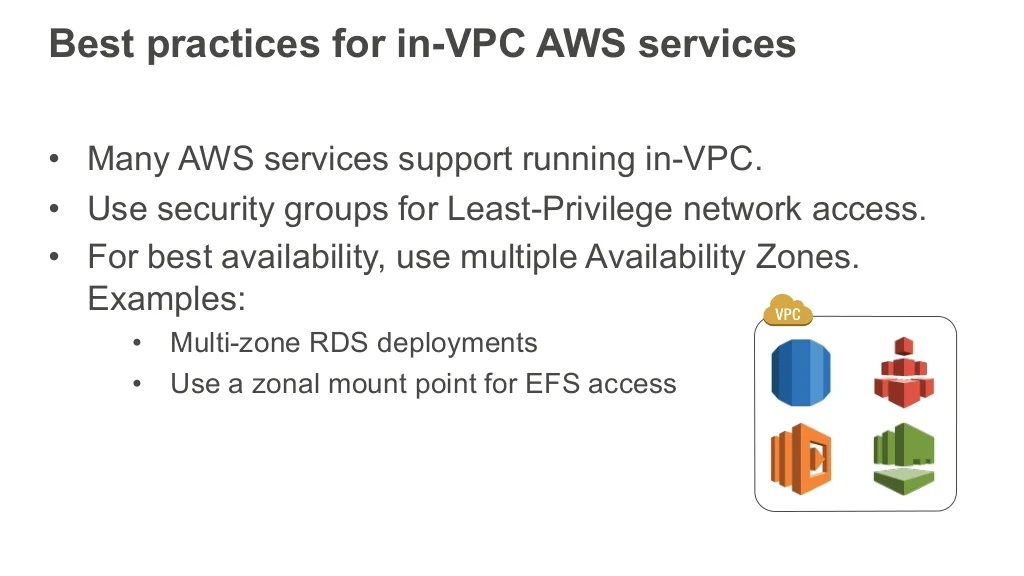 Best practices for in-VPC AWS services
• Many AWS services support running in-VPC.
• Use security groups for Least-Privilege network access.
• For best availability, use multiple Availability Zones.
Examples:
• Multi-zone RDS deployments
• Use a zonal mount point for EFS access
VPC